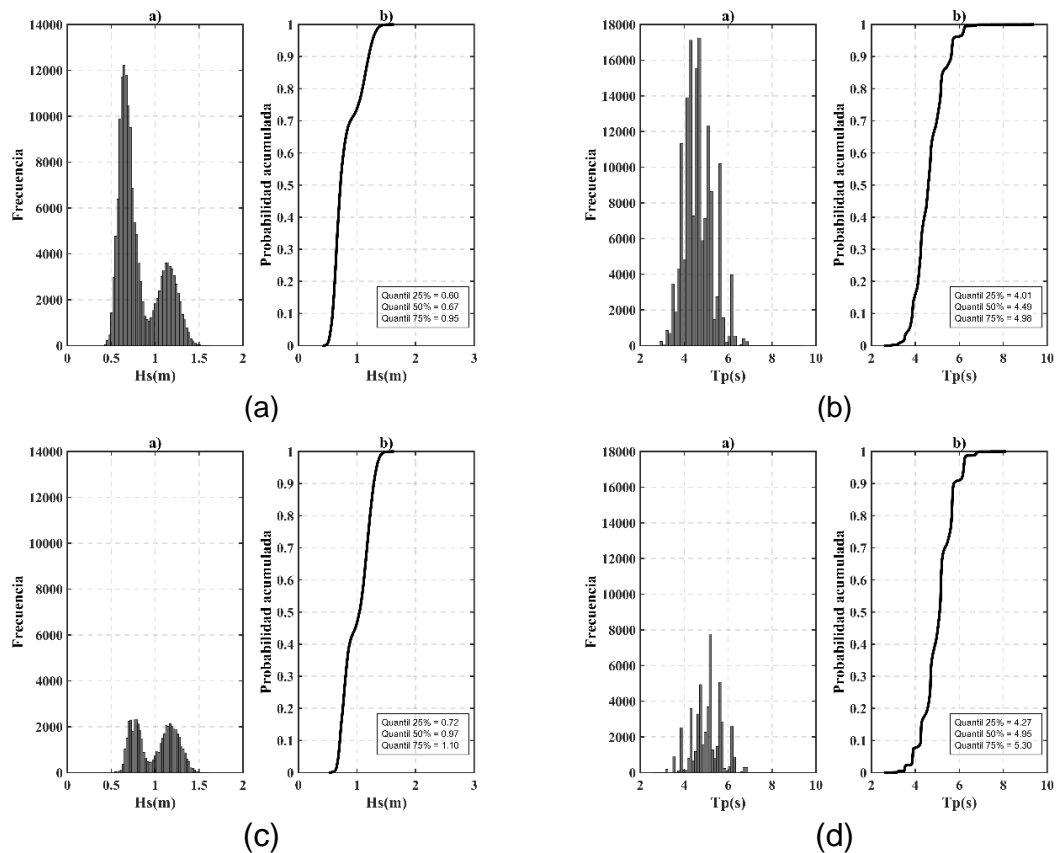 a)
14000
12000
10000
8000
6000
4000
2000
0
Frecuencia
0 0.5 1 1.5 2
Hs(m)
b)
1
0.9
0.8
0.7
0.6
0.5
0.4
0.3
0.2
0.1
0
Probabilidad acumulada
Quantil 25% = 0.60
Quantil 50% = 0.67
Quantil 75% = 0.95
0 1 2 3
Hs(m)
(a)
a)
18000
16000
14000
12000
10000
8000
6000
4000
2000
0
Frecuencia
2 4 6 8 10
Tp(s)
b)
1
0.9
0.8
0.7
0.6
0.5
0.4
0.3
0.2
0.1
0
Probabilidad acumulada
Quantil 25% = 4.01
Quantil 50% = 4.49
Quantil 75% = 4.98
2 4 6 8 10
Tp(s)
(b)
a)
14000
12000
10000
8000
6000
4000
2000
0
Frecuencia
0 0.5 1 1.5 2
Hs(m)
b)
1
0.9
0.8
0.7
0.6
0.5
0.4
0.3
0.2
0.1
0
Probabilidad acumulada
Quantil 25% = 0.72
Quantil 50% = 0.97
Quantil 75% = 1.10
0 1 2 3
Hs(m)
(c)
a)
18000
16000
14000
12000
10000
8000
6000
4000
2000
0
Frecuencia
2 4 6 8 10
Tp(s)
b)
1
0.9
0.8
0.7
0.6
0.5
0.4
0.3
0.2
0.1
0
Probabilidad acumulada
Quantil 25% = 4.27
Quantil 50% = 4.95
Quantil 75% = 5.30
2 4 6 8 10
Tp(s)
(d)